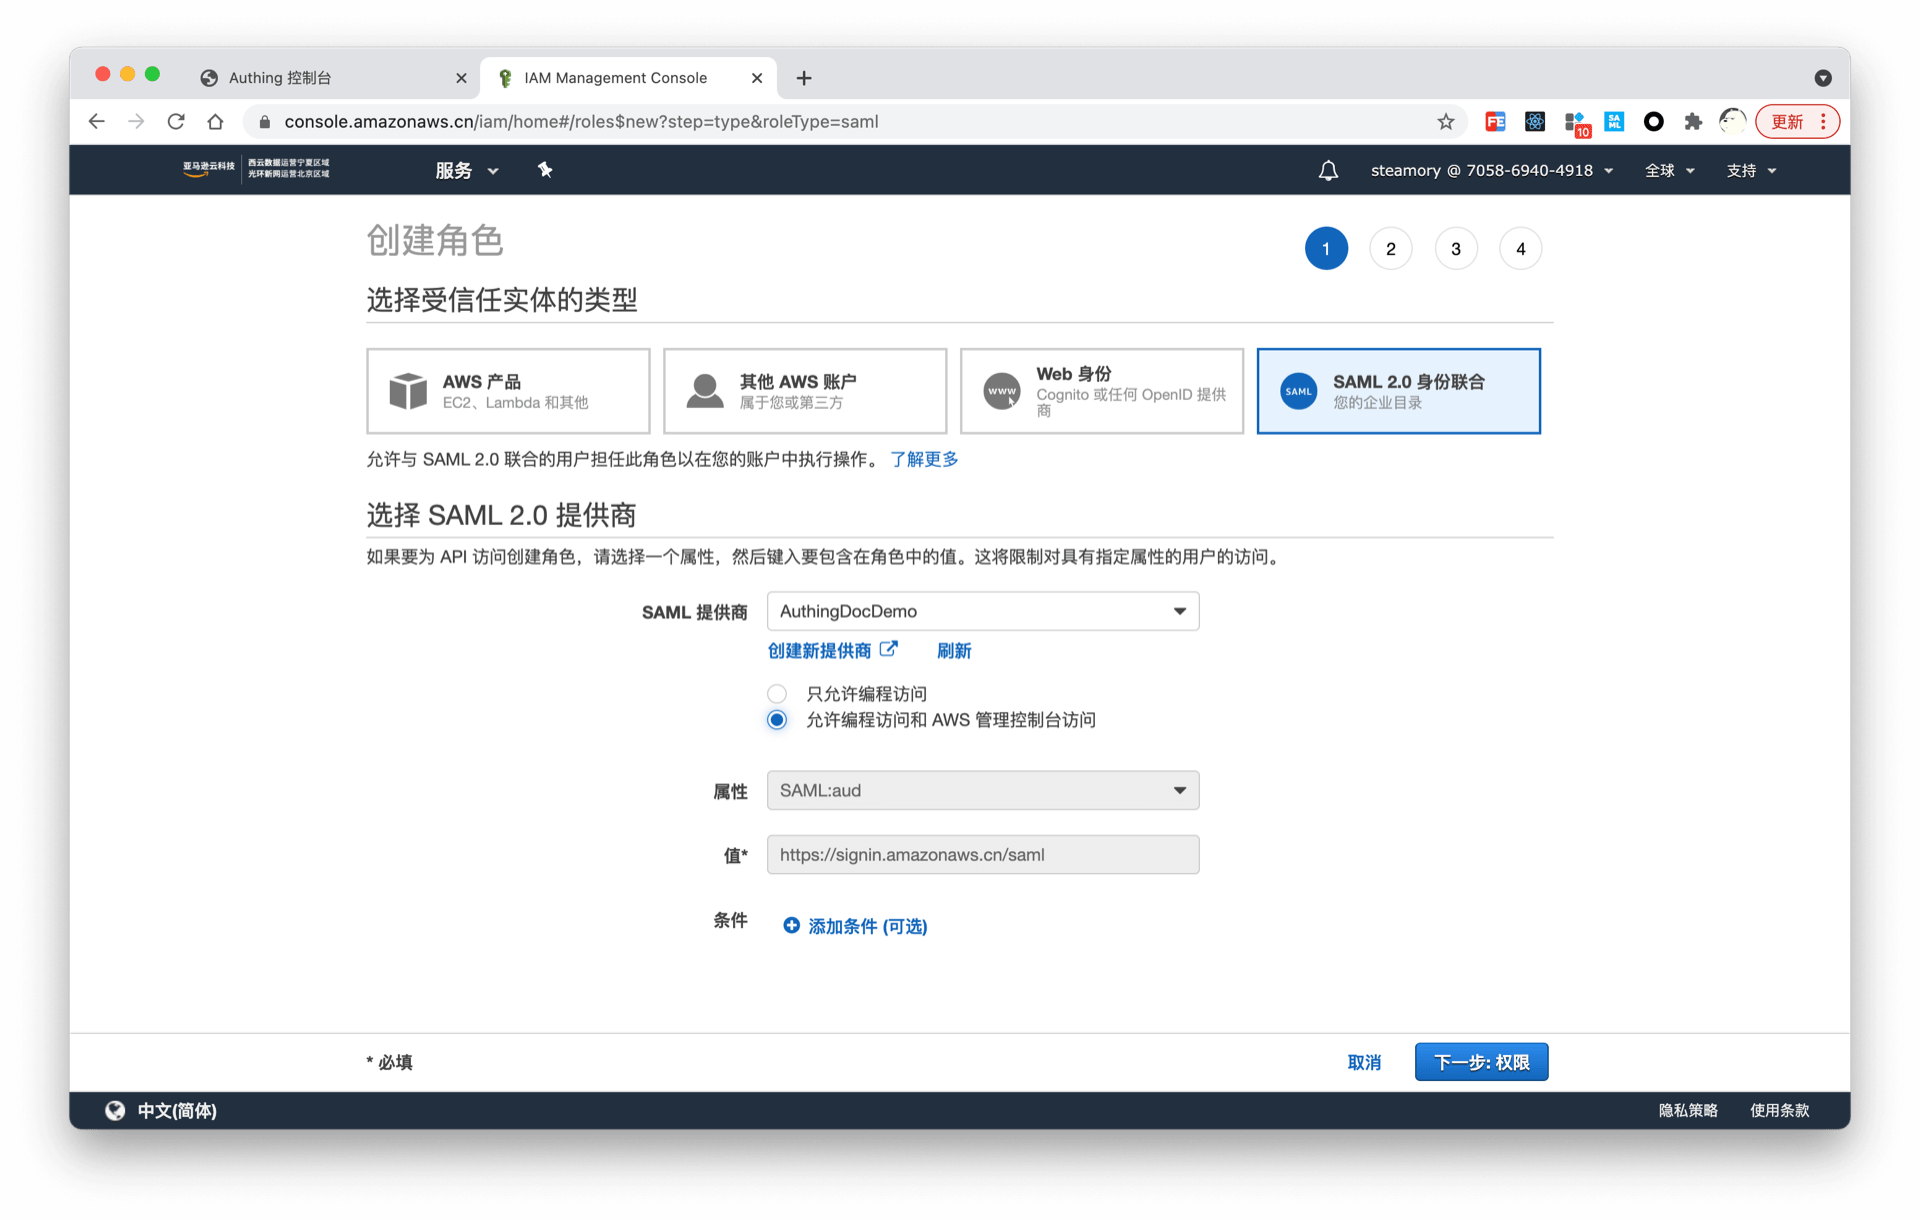 Authing 控制台
IAM Management Console
console.amazonaws.cn/iam/home#/roles$new?step=type&roleType=saml
FE
10
SA
ML
更新
亚马逊云科技
西云数据运营宁夏区域
光环新网运营北京区域
服务
steamory @ 7058-6940-4918
全球
支持
创建角色
1
2
3
4
选择受信任实体的类型
AWS 产品
EC2、Lambda 和其他
其他 AWS 账户
属于您或第三方
WWW
Web 身份
Cognito 或任何 OpenID 提供
商
SAML
SAML 2.0 身份联合
您的企业目录
允许与 SAML 2.0 联合的用户担任此角色以在您的账户中执行操作。 了解更多
选择 SAML 2.0 提供商
如果要为 API 访问创建角色，请选择一个属性，然后键入要包含在角色中的值。这将限制对具有指定属性的用户的访问。
SAML 提供商
AuthingDocDemo
创建新提供商
刷新
只允许编程访问
允许编程访问和 AWS 管理控制台访问
属性
SAML:aud
值*
https://signin.amazonaws.cn/saml
条件
添加条件 (可选)
* 必填
取消
下一步: 权限
中文(简体)
隐私策略
使用条款